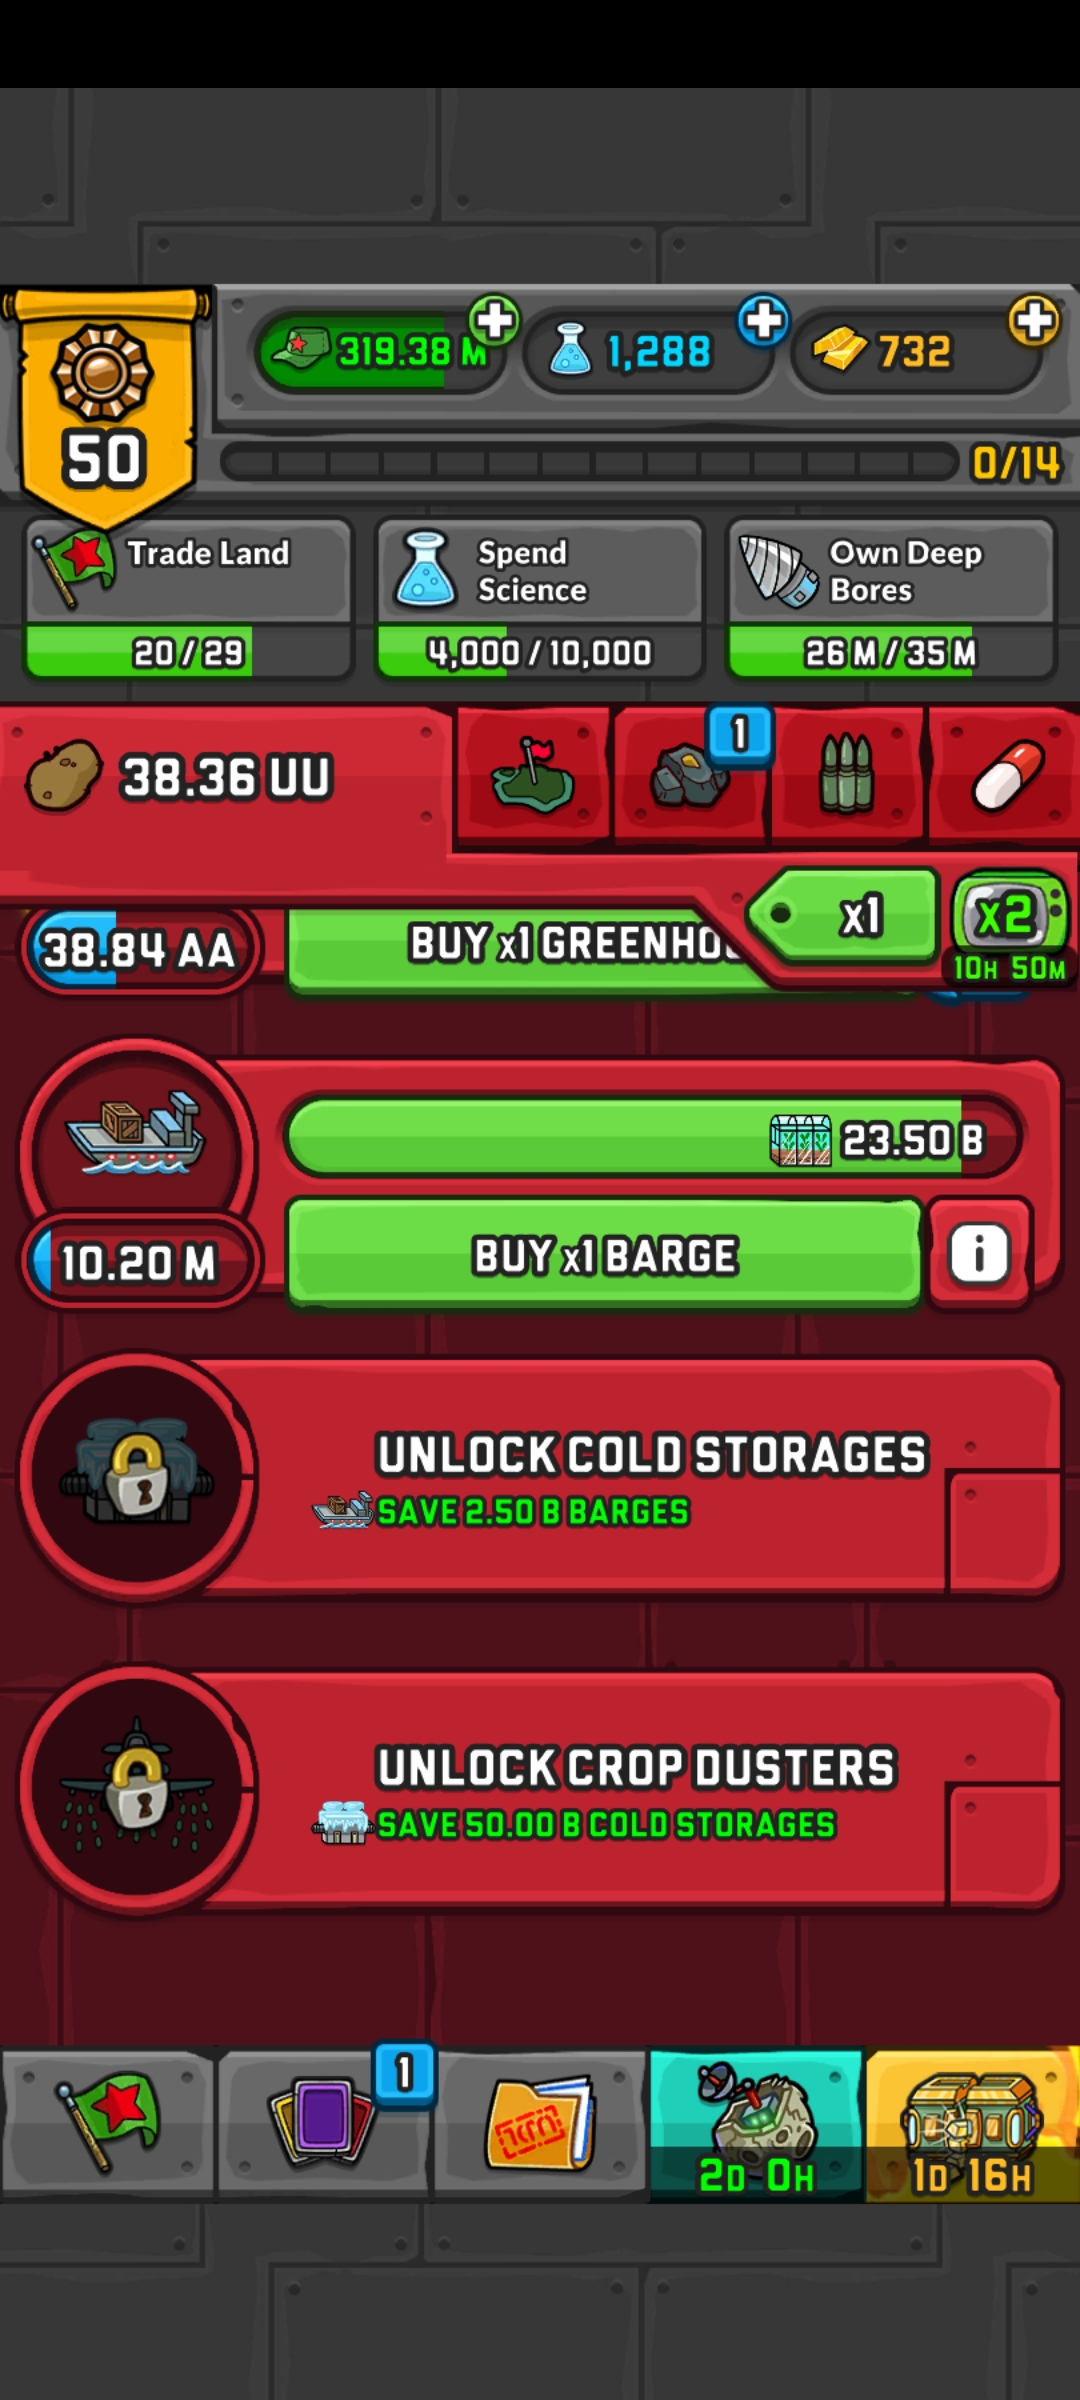 50
319.38 M
1,288
732
0/14
Trade Land
20/29
Spend
Science
4,000/10,000
Own Deep
Bores
26 M/35 M
38.36 UU
1
x1
x2
10H 50M
38.84 AA
BUY x1 GREENHO
23.50 B
10.20 M
BUY x1 BARGE
i
UNLOCK COLD STORAGES
SAVE 2.50 B BARGES
UNLOCK CROP DUSTERS
SAVE 50.00 B COLD STORAGES
1
2D 0H
1D 16H